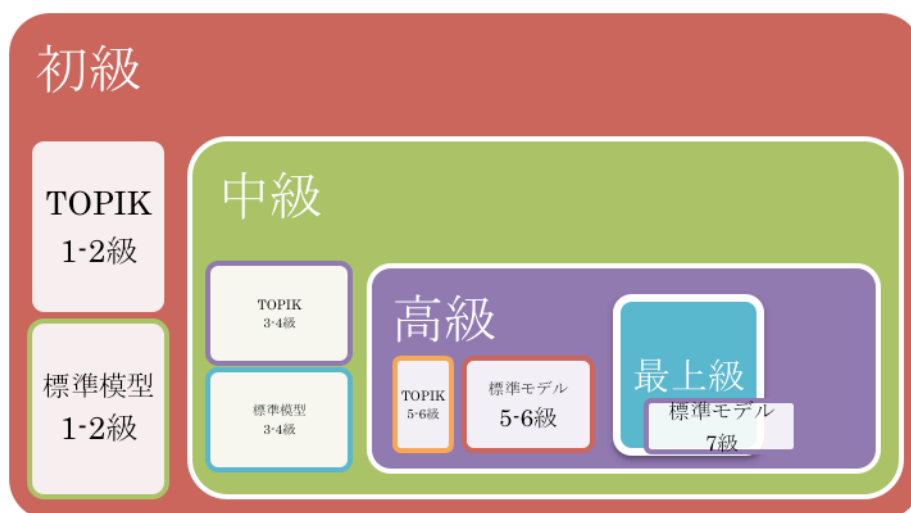 初級
TOPIK
1-2級
標準模型
1-2級
中級
TOPIK
3-4級
標準模型
3-4級
高級
TOPIK
5-6級
標準モデル
5-6級
最上級
標準モデル
7級